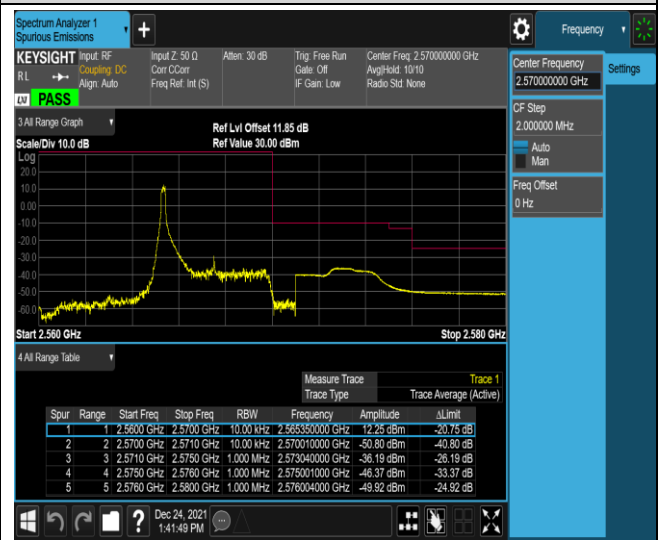 Spectrum Analyzer 1
Spurious Emissions
Frequency
KEYSIGHT
Input: RF
Coupling: DC
Align: Auto
Input Z: 50 Ω
Corr CCorr
Freq Ref: Int (S)
Atten: 30 dB
Trig: Free Run
Gate: Off
IF Gain: Low
Center Freq: 2.570000000 GHz
Avg|Hold: 10/10
Radio Std: None
R L
LXI
PASS
Center Frequency
2.570000000 GHz
Settings
CF Step
2.000000 MHz
Auto
Man
Freq Offset
0 Hz
3 All Range Graph
Scale/Div 10.0 dB
Ref Lvl Offset 11.85 dB
Ref Value 30.00 dBm
Log
20.0
10.0
0.00
-10.0
-20.0
-30.0
-40.0
-50.0
-60.0
Start 2.560 GHz
Stop 2.580 GHz
4 All Range Table
Measure Trace Trace 1
Trace Type Trace Average (Active)
Spur Range Start Freq Stop Freq RBW Frequency Amplitude ΔLimit
1 1 2.5600 GHz 2.5700 GHz 10.00 kHz 2.565350000 GHz 12.25 dBm -20.75 dB
2 2 2.5700 GHz 2.5710 GHz 10.00 kHz 2.570010000 GHz -50.80 dBm -40.80 dB
3 3 2.5710 GHz 2.5750 GHz 1.000 MHz 2.573040000 GHz -36.19 dBm -26.19 dB
4 4 2.5750 GHz 2.5760 GHz 1.000 MHz 2.575001000 GHz -46.37 dBm -33.37 dB
5 5 2.5760 GHz 2.5800 GHz 1.000 MHz 2.576004000 GHz -49.92 dBm -24.92 dB
Dec 24, 2021
1:41:49 PM